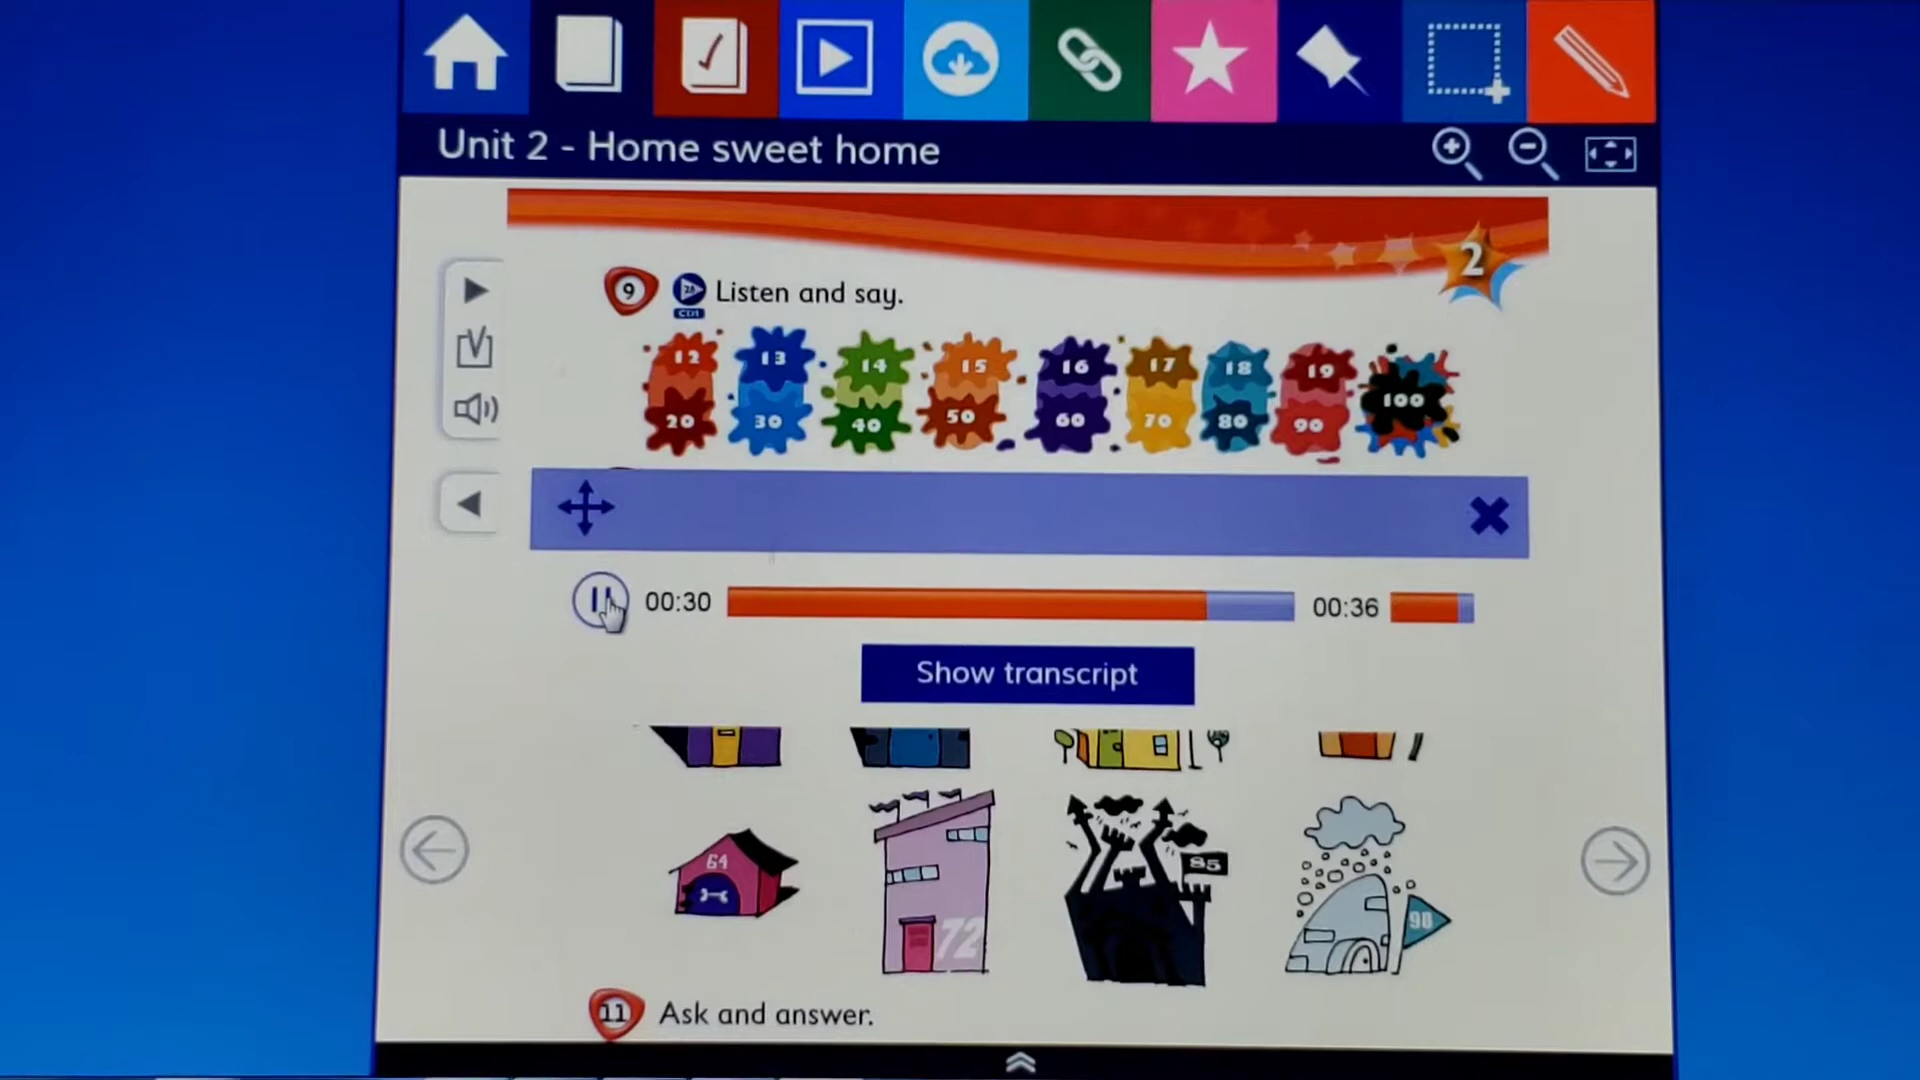 Unit 2 - Home sweet home
2
9 CD1 Listen and say.
12 13 14 15 16 17 18 19
100
20 30 40 50 60 70 80 90
00:30 00:36
Show transcript
64 72 85 98
11 Ask and answer.